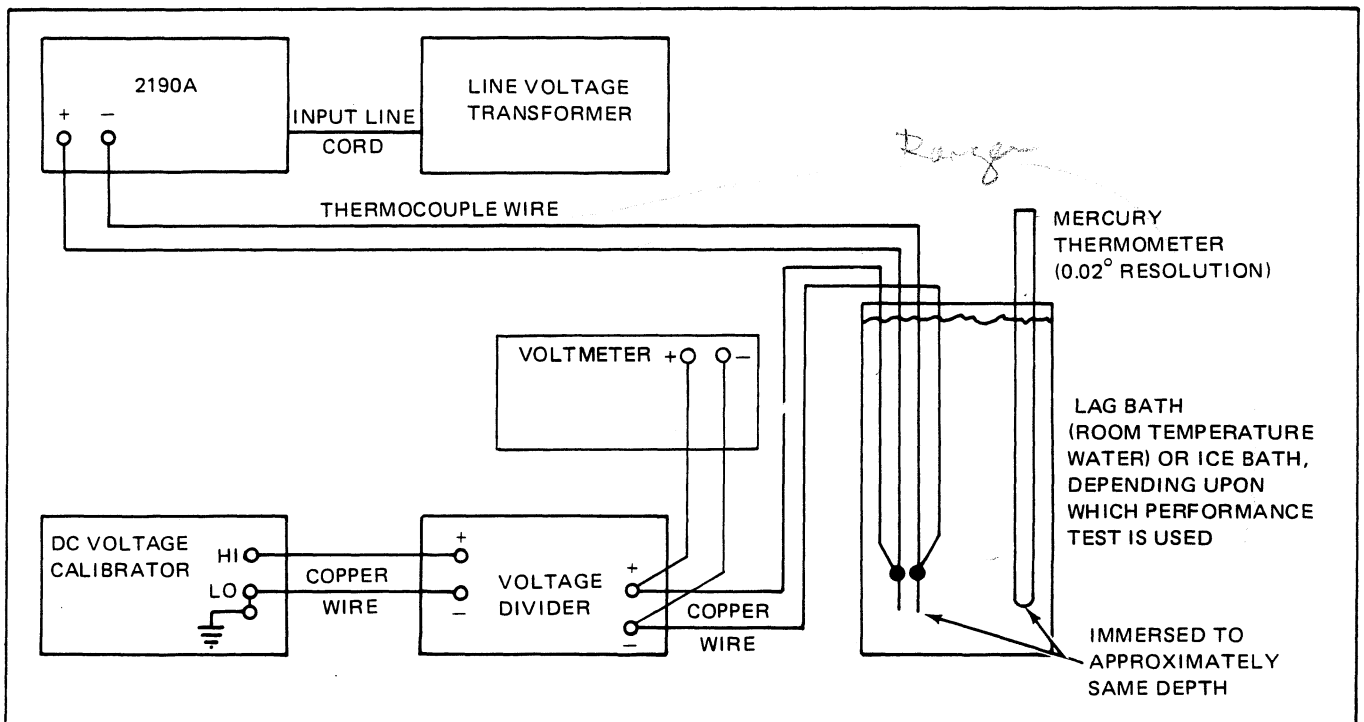 2190A
+ −
INPUT LINE
CORD
LINE VOLTAGE
TRANSFORMER
THERMOCOUPLE WIRE
MERCURY
THERMOMETER
(0.02° RESOLUTION)
VOLTMETER + −
LAG BATH
(ROOM TEMPERATURE
WATER) OR ICE BATH,
DEPENDING UPON
WHICH PERFORMANCE
TEST IS USED
DC VOLTAGE
CALIBRATOR
HI
LO
COPPER
WIRE
+
−
VOLTAGE
DIVIDER
+
−
COPPER
WIRE
IMMERSED TO
APPROXIMATELY
SAME DEPTH